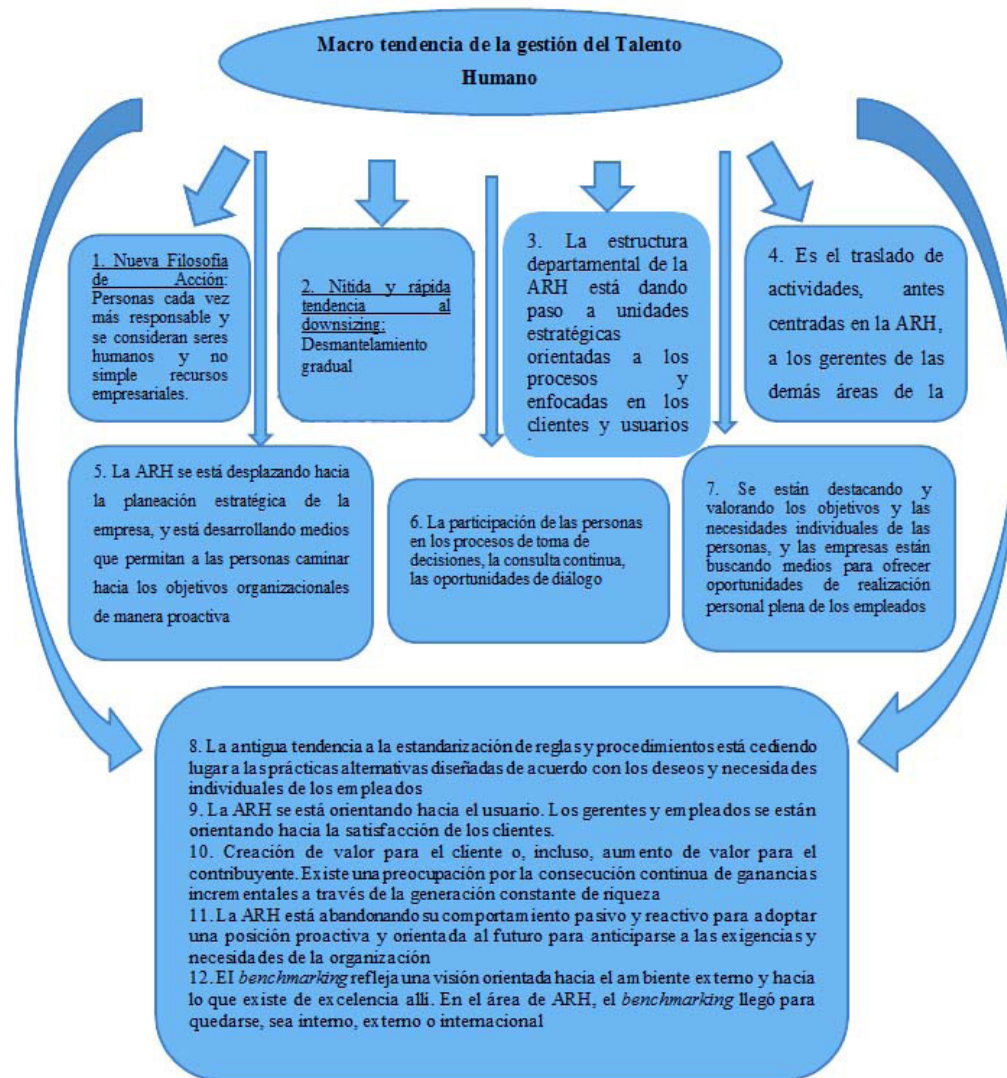 Macro tendencia de la gestión del Talento
Humano
1. Nueva Filosofía
de Acción:
Personas cada vez
más responsable y
se consideran seres
humanos y no
simple recursos
empresariales.
2. Nítida y rápida
tendencia al
downsizing:
Desmantelamiento
gradual
3. La estructura
departamental de la
ARH está dando
paso a unidades
estratégicas
orientadas a los
procesos y
enfocadas en los
clientes y usuarios
4. Es el traslado de
actividades, antes
centradas en la ARH,
a los gerentes de las
demás áreas de la
5. La ARH se está desplazando hacia
la planeación estratégica de la
empresa, y está desarrollando medios
que permitan a las personas caminar
hacia los objetivos organizacionales
de manera proactiva
6. La participación de las personas
en los procesos de toma de
decisiones, la consulta continua,
las oportunidades de diálogo
7. Se están destacando y
valorando los objetivos y las
necesidades individuales de las
personas, y las empresas están
buscando medios para ofrecer
oportunidades de realización
personal plena de los empleados
8. La antigua tendencia a la estandarización de reglas y procedimientos está cediendo
lugar a las prácticas alternativas diseñadas de acuerdo con los deseos y necesidades
individuales de los empleados
9. La ARH se está orientando hacia el usuario. Los gerentes y empleados se están
orientando hacia la satisfacción de los clientes.
10. Creación de valor para el cliente o, incluso, aumento de valor para el
contribuyente. Existe una preocupación por la consecución continua de ganancias
incrementales a través de la generación constante de riqueza
11. La ARH está abandonando su comportamiento pasivo y reactivo para adoptar
una posición proactiva y orientada al futuro para anticiparse a las exigencias y
necesidades de la organización
12. El benchmarking refleja una visión orientada hacia el ambiente externo y hacia
lo que existe de excelencia allí. En el área de ARH, el benchmarking llegó para
quedarse, sea interno, externo o internacional